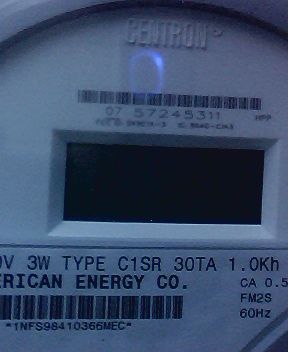 CENTRON
07 57245311
HPP
0V 3W TYPE C1SR 30TA 1.0Kh
ERICAN ENERGY CO.
CA 0.5
FM2S
60Hz
*1NFS98410366MEC*